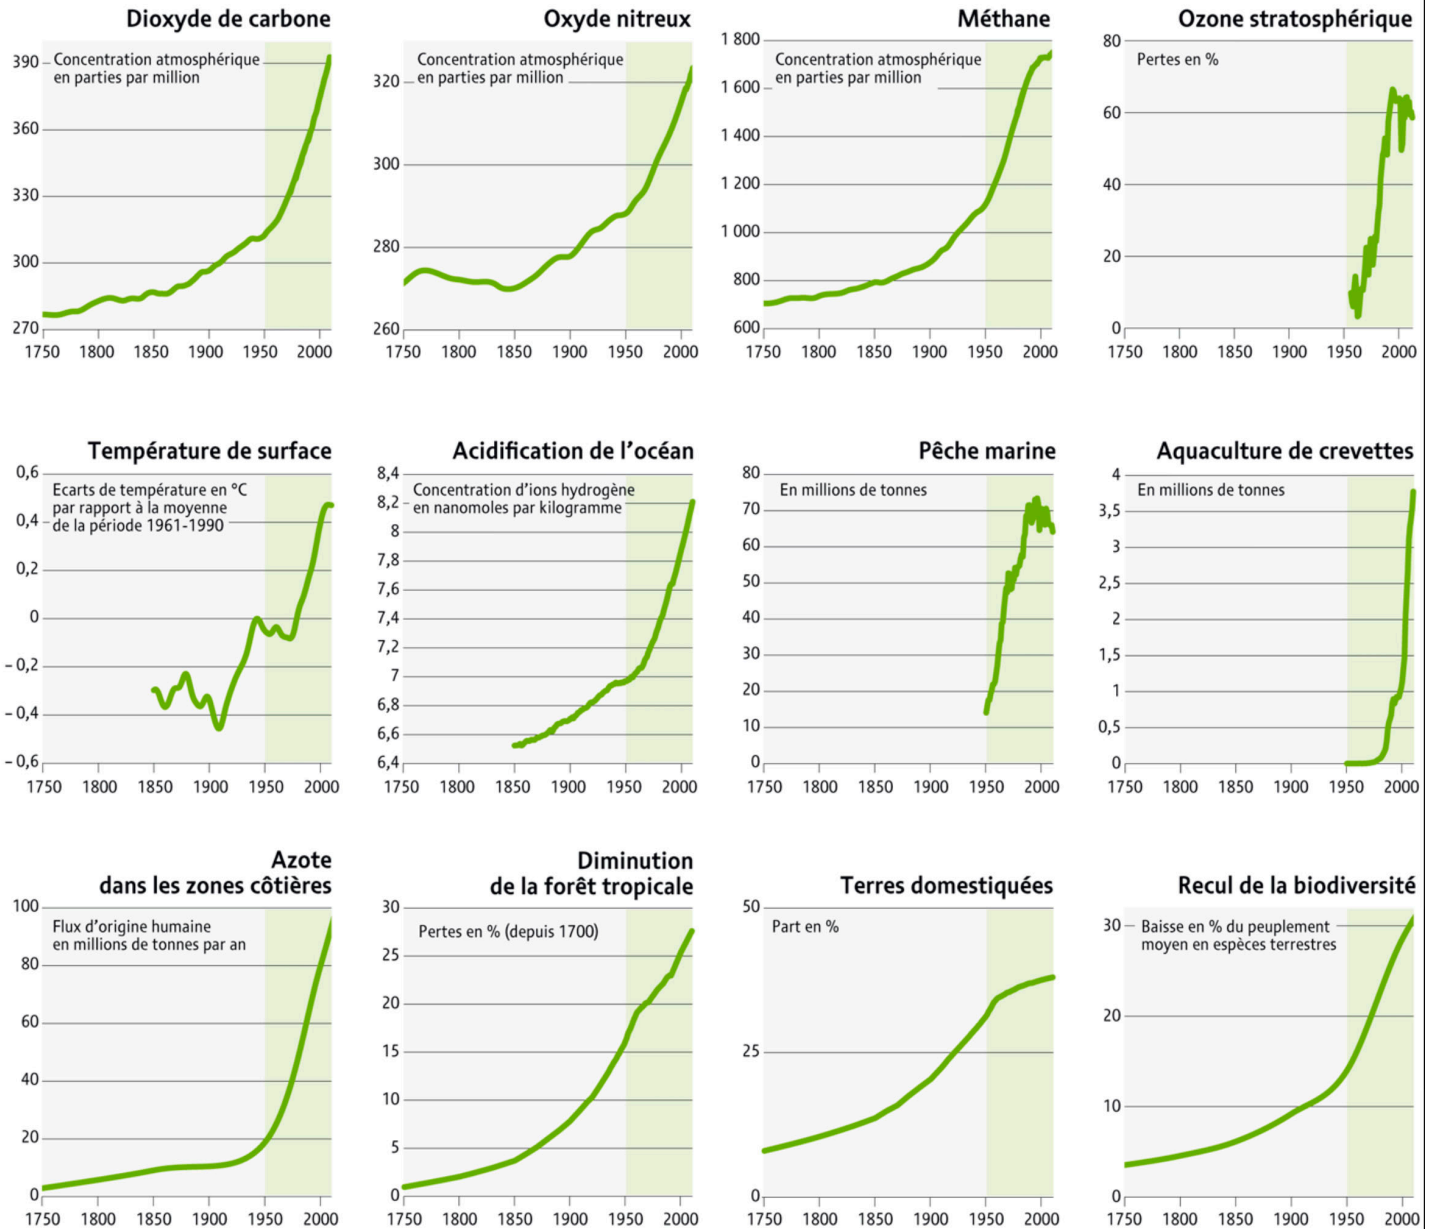 Dioxyde de carbone
Concentration atmosphérique
en parties par million
390
360
330
300
270
1750 1800 1850 1900 1950 2000
Oxyde nitreux
Concentration atmosphérique
en parties par million
320
300
280
260
1750 1800 1850 1900 1950 2000
Méthane
Concentration atmosphérique
en parties par million
1 800
1 600
1 400
1 200
1 000
800
600
1750 1800 1850 1900 1950 2000
Ozone stratosphérique
Pertes en %
80
60
40
20
0
1750 1800 1850 1900 1950 2000
Température de surface
Ecarts de température en °C
par rapport à la moyenne
de la période 1961-1990
0,6
0,4
0,2
0
– 0,2
– 0,4
– 0,6
1750 1800 1850 1900 1950 2000
Acidification de l’océan
Concentration d’ions hydrogène
en nanomoles par kilogramme
8,4
8,2
8
7,8
7,6
7,4
7,2
7
6,8
6,6
6,4
1750 1800 1850 1900 1950 2000
Pêche marine
En millions de tonnes
80
70
60
50
40
30
20
10
0
1750 1800 1850 1900 1950 2000
Aquaculture de crevettes
En millions de tonnes
4
3,5
3
2,5
2
1,5
1
0,5
0
1750 1800 1850 1900 1950 2000
Azote
dans les zones côtières
Flux d’origine humaine
en millions de tonnes par an
100
80
60
40
20
0
1750 1800 1850 1900 1950 2000
Diminution
de la forêt tropicale
Pertes en % (depuis 1700)
30
25
20
15
10
5
0
1750 1800 1850 1900 1950 2000
Terres domestiquées
Part en %
50
25
0
1750 1800 1850 1900 1950 2000
Recul de la biodiversité
Baisse en % du peuplement
moyen en espèces terrestres
30
20
10
0
1750 1800 1850 1900 1950 2000